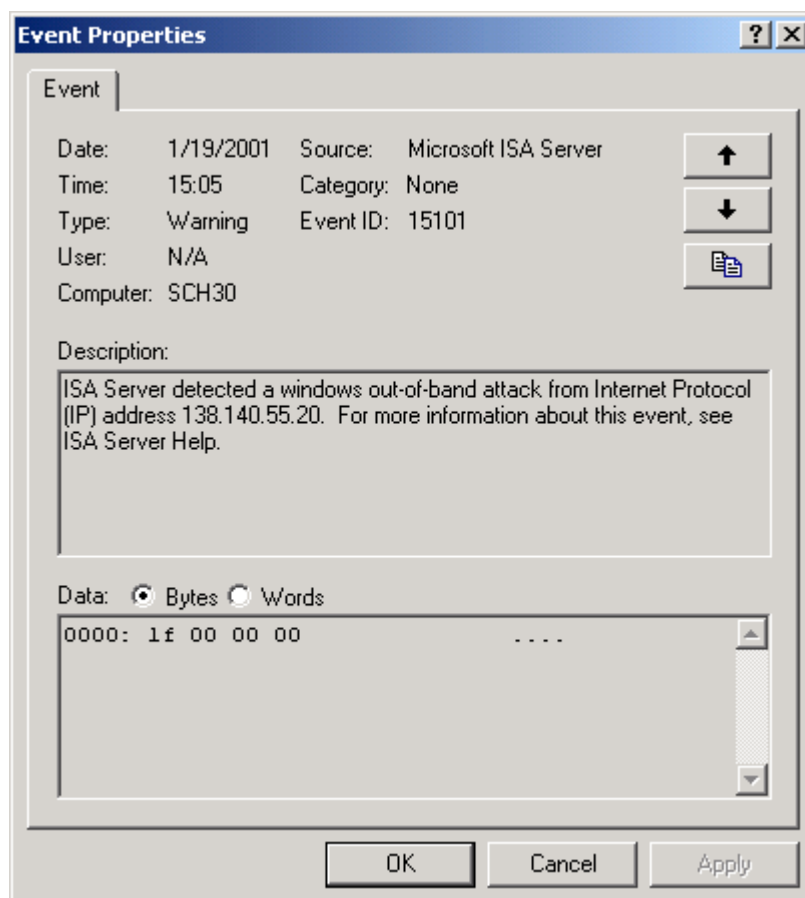 Event Properties
Event
Date: 1/19/2001 Source: Microsoft ISA Server
Time: 15:05 Category: None
Type: Warning Event ID: 15101
User: N/A
Computer: SCH30
Description:
ISA Server detected a windows out-of-band attack from Internet Protocol
(IP) address 138.140.55.20.  For more information about this event, see
ISA Server Help.
Data: Bytes Words
0000: 1f 00 00 00 ....
OK Cancel Apply